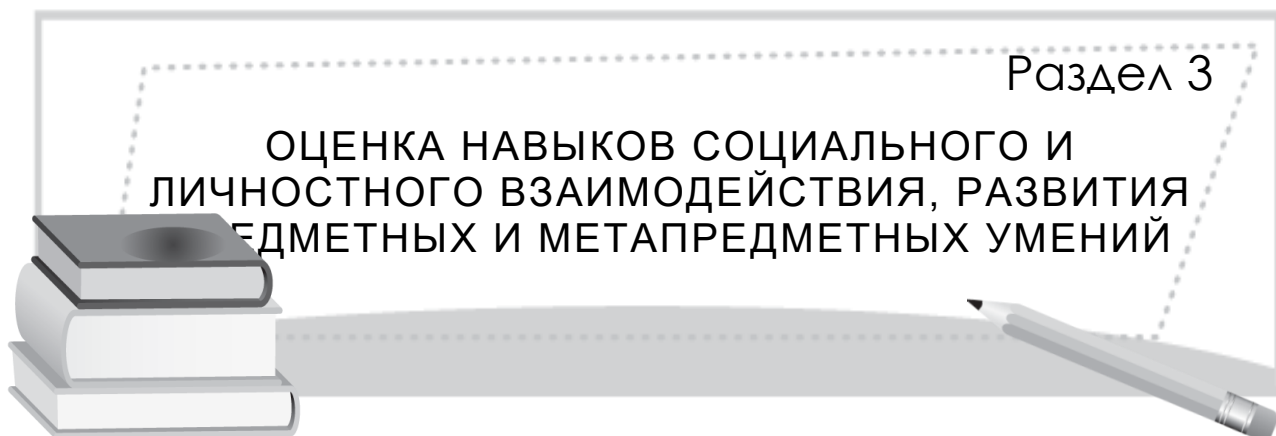 Раздел 3
ОЦЕНКА НАВЫКОВ СОЦИАЛЬНОГО И
ЛИЧНОСТНОГО ВЗАИМОДЕЙСТВИЯ, РАЗВИТИЯ
И МЕТАПРЕДМЕТНЫХ УМЕНИЙ